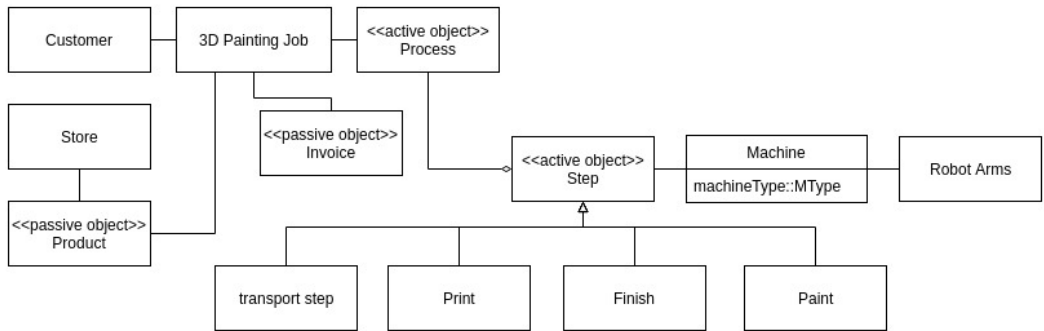 Customer
3D Painting Job
<<active object>>
Process
Store
<<passive object>>
Invoice
<<active object>>
Step
Machine
machineType::MType
Robot Arms
<<passive object>>
Product
transport step
Print
Finish
Paint